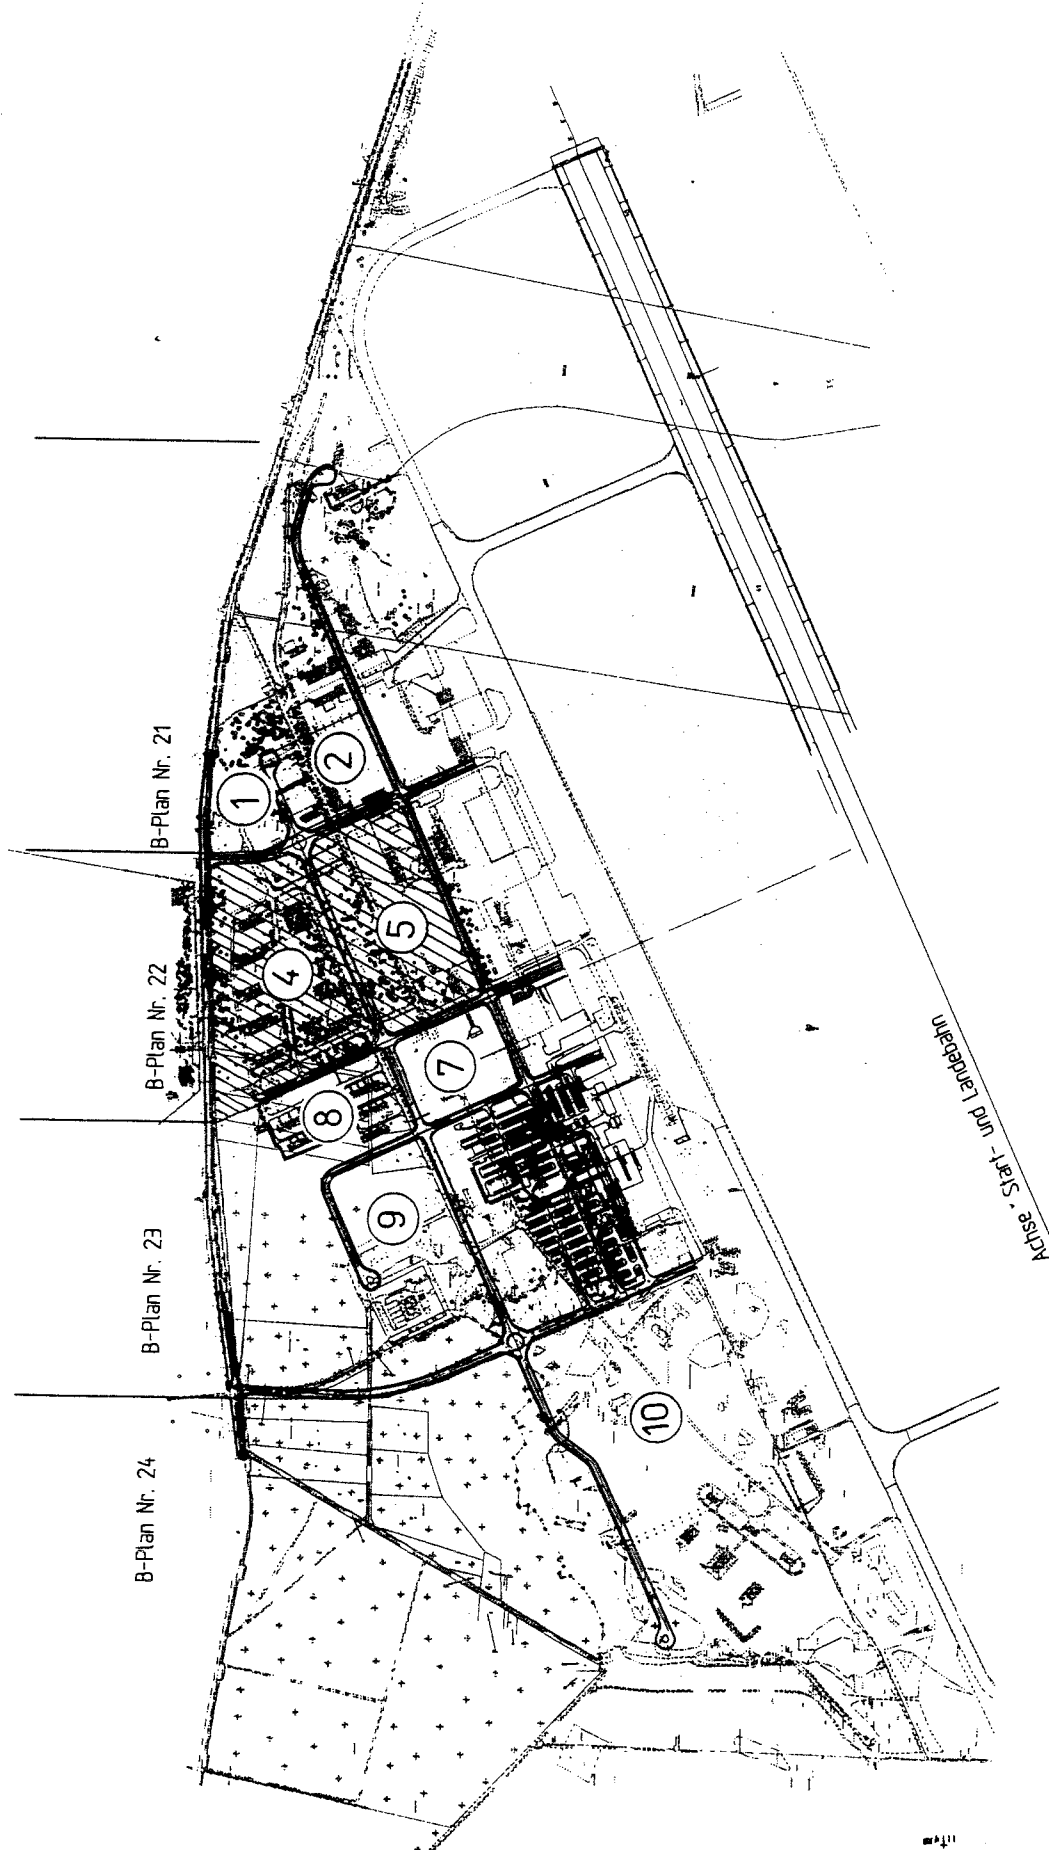 B-Plan Nr. 24
B-Plan Nr. 23
B-Plan Nr. 22
B-Plan Nr. 21
1
2
4
5
7
8
9
10
Achse " Start- und Landebahn